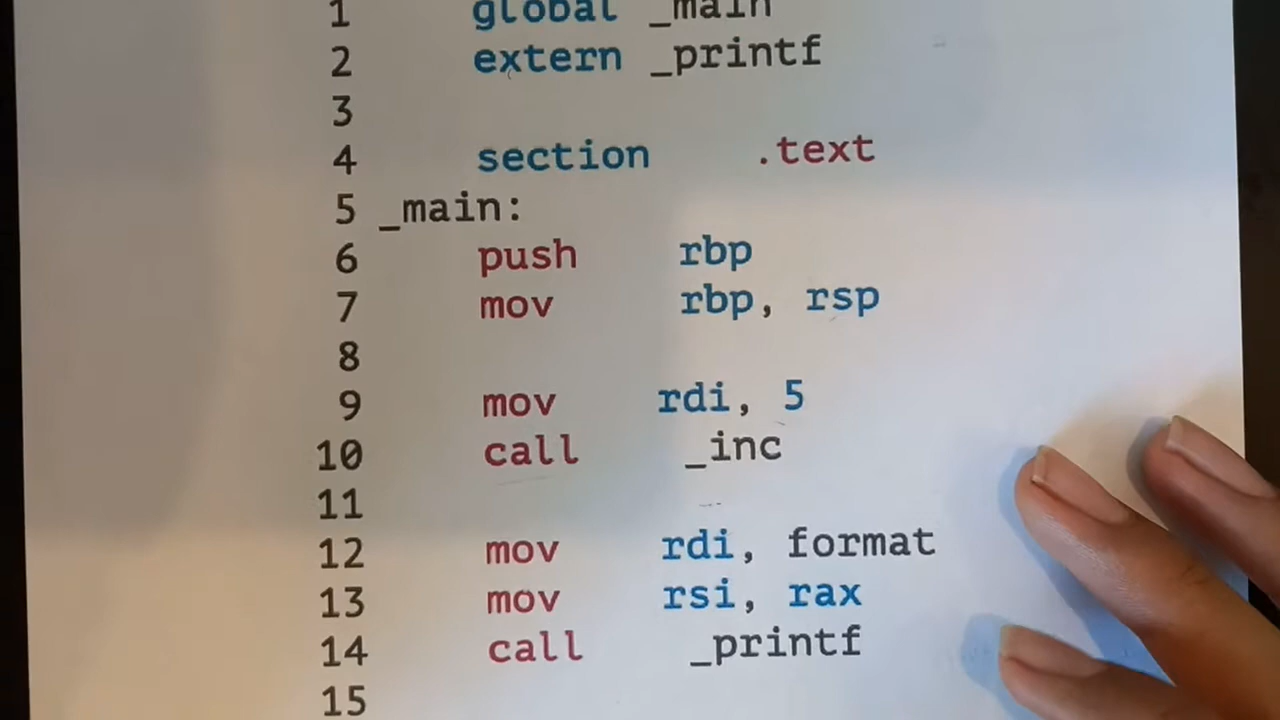 1 global _main
2 extern _printf
3
4 section .text
5 _main:
6 push rbp
7 mov rbp, rsp
8
9 mov rdi, 5
10 call _inc
11
12 mov rdi, format
13 mov rsi, rax
14 call _printf
15